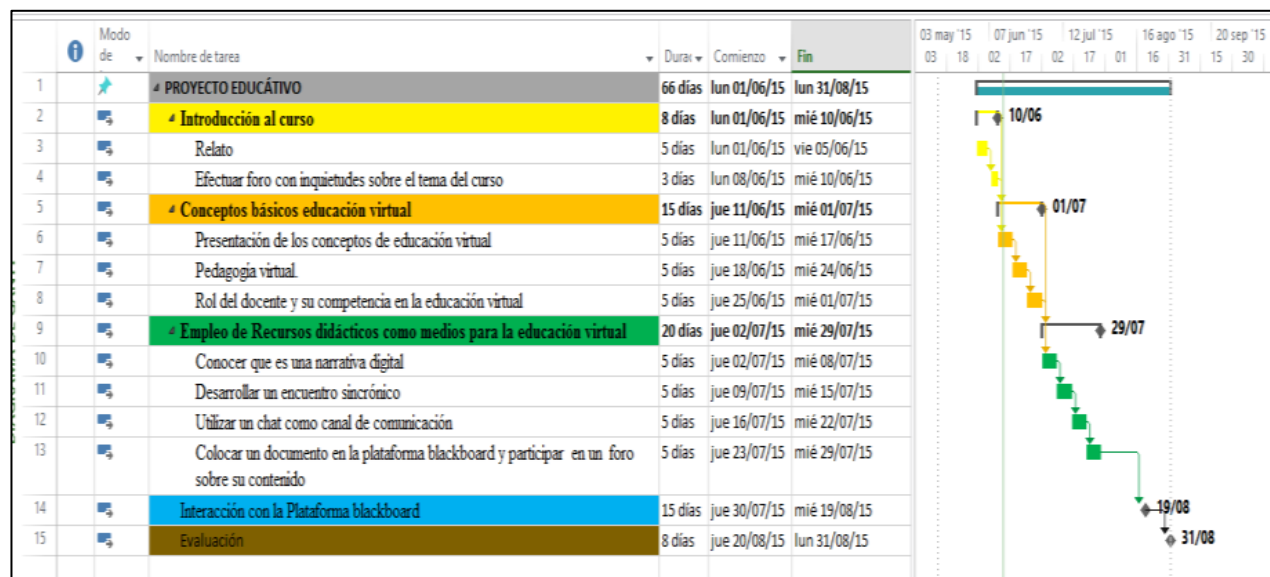 Modo de
Nombre de tarea
Durac
Comienzo
Fin
03 may '15 07 jun '15 12 jul '15 16 ago '15 20 sep '15
03 18 02 17 02 17 01 16 31 15 30
1 PROYECTO EDUCÁTIVO 66 días lun 01/06/15 lun 31/08/15
2 Introducción al curso 8 días lun 01/06/15 mié 10/06/15 10/06
3 Relato 5 días lun 01/06/15 vie 05/06/15
4 Efectuar foro con inquietudes sobre el tema del curso 3 días lun 08/06/15 mié 10/06/15
5 Conceptos básicos educación virtual 15 días jue 11/06/15 mié 01/07/15 01/07
6 Presentación de los conceptos de educación virtual 5 días jue 11/06/15 mié 17/06/15
7 Pedagogía virtual. 5 días jue 18/06/15 mié 24/06/15
8 Rol del docente y su competencia en la educación virtual 5 días jue 25/06/15 mié 01/07/15
9 Empleo de Recursos didácticos como medios para la educación virtual 20 días jue 02/07/15 mié 29/07/15 29/07
10 Conocer que es una narrativa digital 5 días jue 02/07/15 mié 08/07/15
11 Desarrollar un encuentro sincrónico 5 días jue 09/07/15 mié 15/07/15
12 Utilizar un chat como canal de comunicación 5 días jue 16/07/15 mié 22/07/15
13 Colocar un documento en la plataforma blackboard y participar en un foro 5 días jue 23/07/15 mié 29/07/15
sobre su contenido
14 Interacción con la Plataforma blackboard 15 días jue 30/07/15 mié 19/08/15 19/08
15 Evaluación 8 días jue 20/08/15 lun 31/08/15 31/08